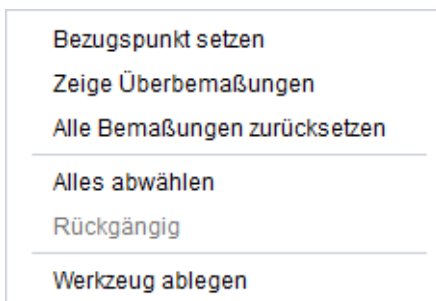 Bezugspunkt setzen
Zeige Überbemaßungen
Alle Bemaßungen zurücksetzen
Alles abwählen
Rückgängig
Werkzeug ablegen